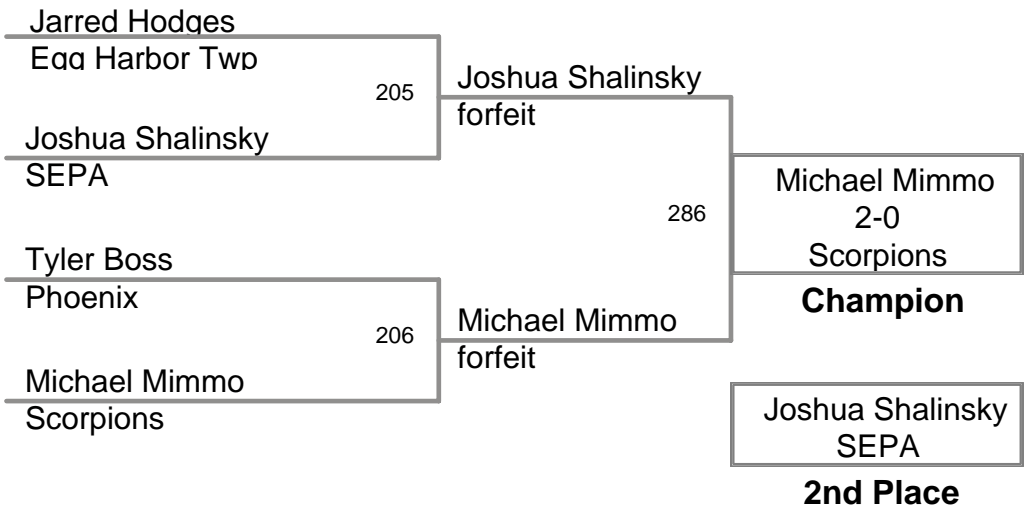 Jarred Hodges
Egg Harbor Twp
205
Joshua Shalinsky
SEPA
Joshua Shalinsky
forfeit
Tyler Boss
Phoenix
206
Michael Mimmo
Scorpions
Michael Mimmo
forfeit
286
Michael Mimmo
2-0
Scorpions
Champion
Joshua Shalinsky
SEPA
2nd Place